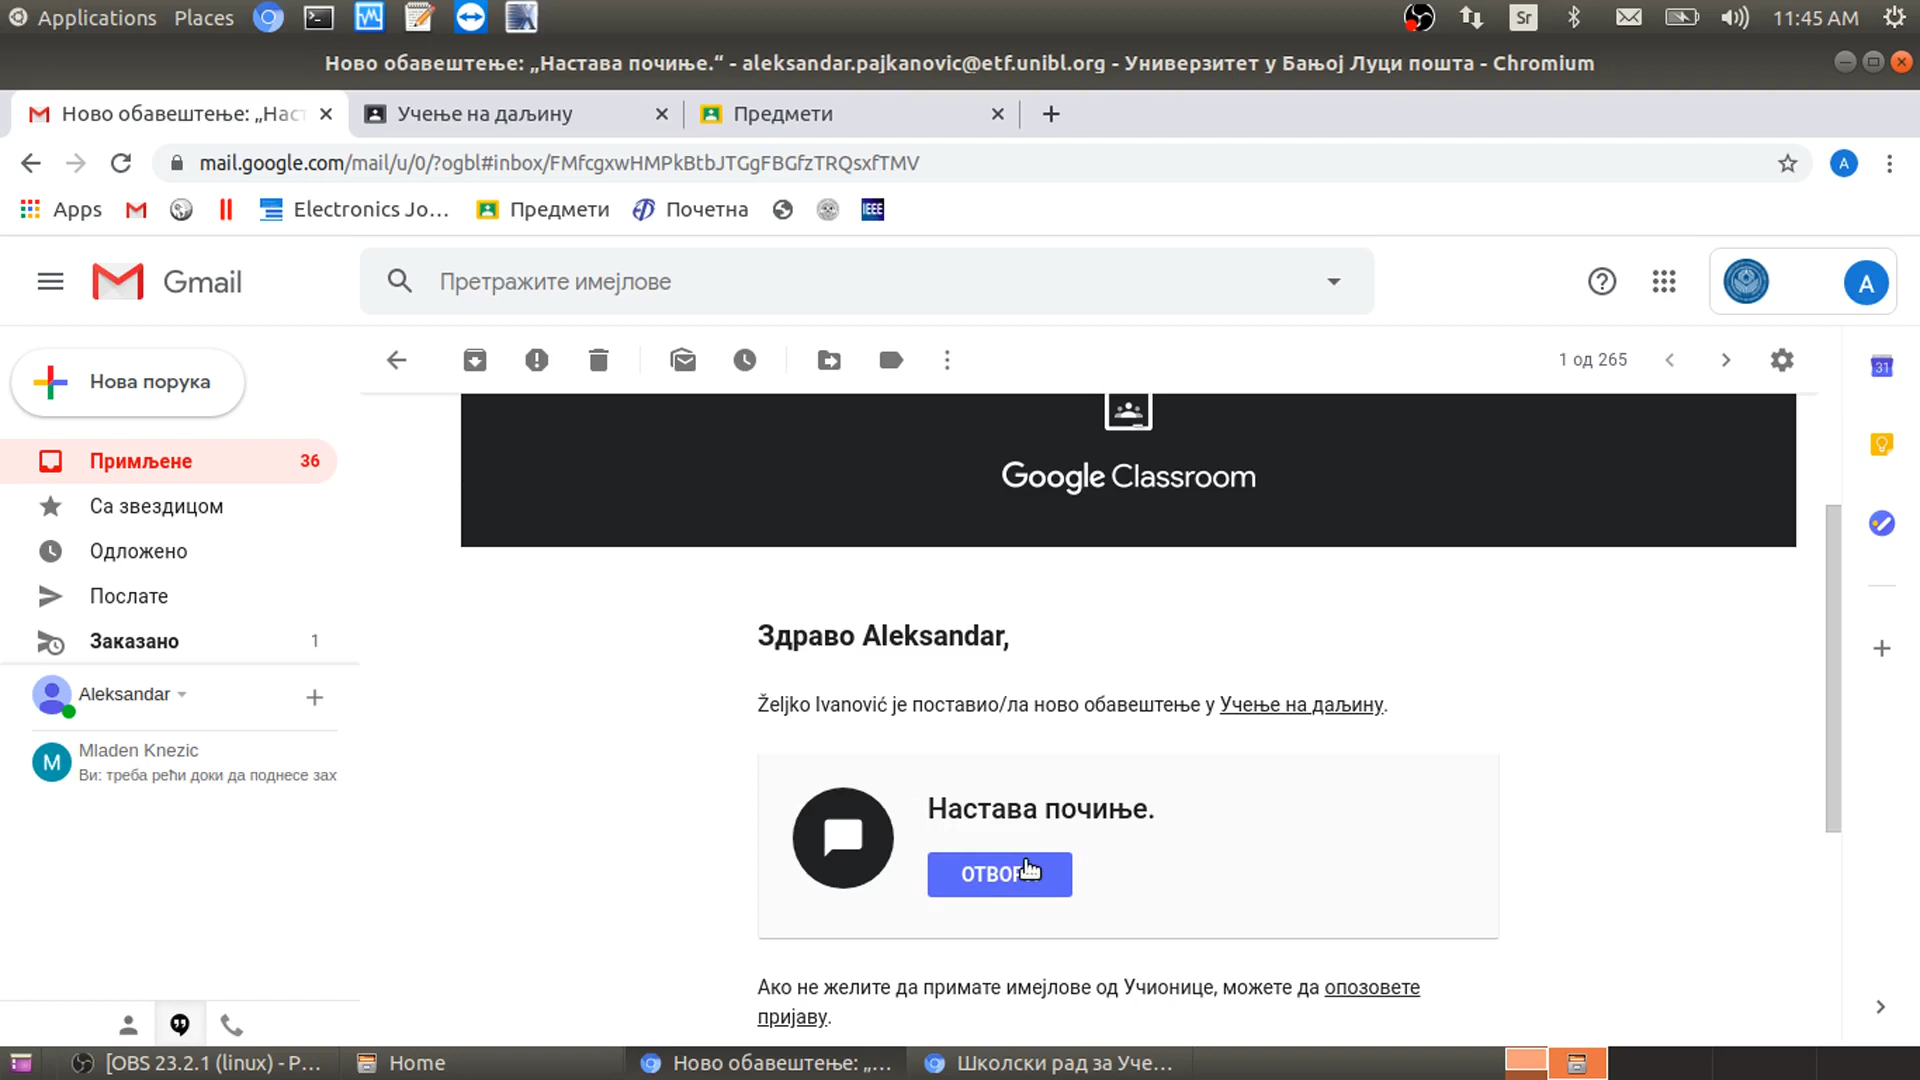 Applications Places Sr 11:45 AM
Ново обавештење: „Настава почиње.“ - aleksandar.pajkanovic@etf.unibl.org - Универзитет у Бањој Луци пошта - Chromium
Ново обавештење: „Наст Учење на даљину Предмети
mail.google.com/mail/u/0/?ogbl#inbox/FMfcgxwHMPkBtbJTGgFBGfzTRQsxfTMV A
Apps Electronics Jo... Предмети Почетна IEEE
Gmail Претражите имејлове A
Нова порука 1 од 265 31
Примљене 36
Са звездицом
Одложено
Послате
Заказано 1
Google Classroom
Здраво Aleksandar,
Aleksandar
Željko Ivanović је поставио/ла ново обавештење у Учење на даљину.
M Mladen Knezic
Ви: треба рећи доки да поднесе зах
Настава почиње.
Ако не желите да примате имејлове од Учионице, можете да опозовете
пријаву.
[OBS 23.2.1 (linux) - P... Home Ново обавештење: „... Школски рад за Уче...